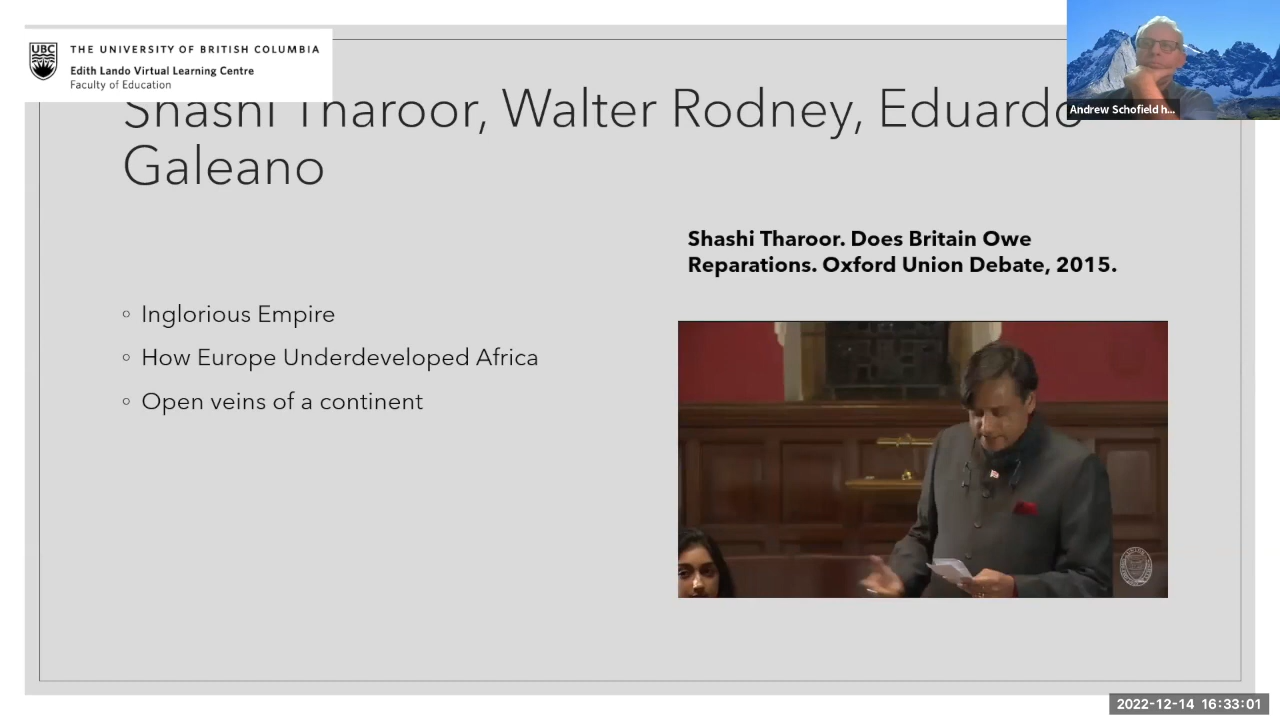 UBC
THE UNIVERSITY OF BRITISH COLUMBIA
Edith Lando Virtual Learning Centre
Faculty of Education
Andrew Schofield h...
Shashi Tharoor, Walter Rodney, Eduardo
Galeano
Shashi Tharoor. Does Britain Owe
Reparations. Oxford Union Debate, 2015.
◦ Inglorious Empire
◦ How Europe Underdeveloped Africa
◦ Open veins of a continent
2022-12-14 16:33:01